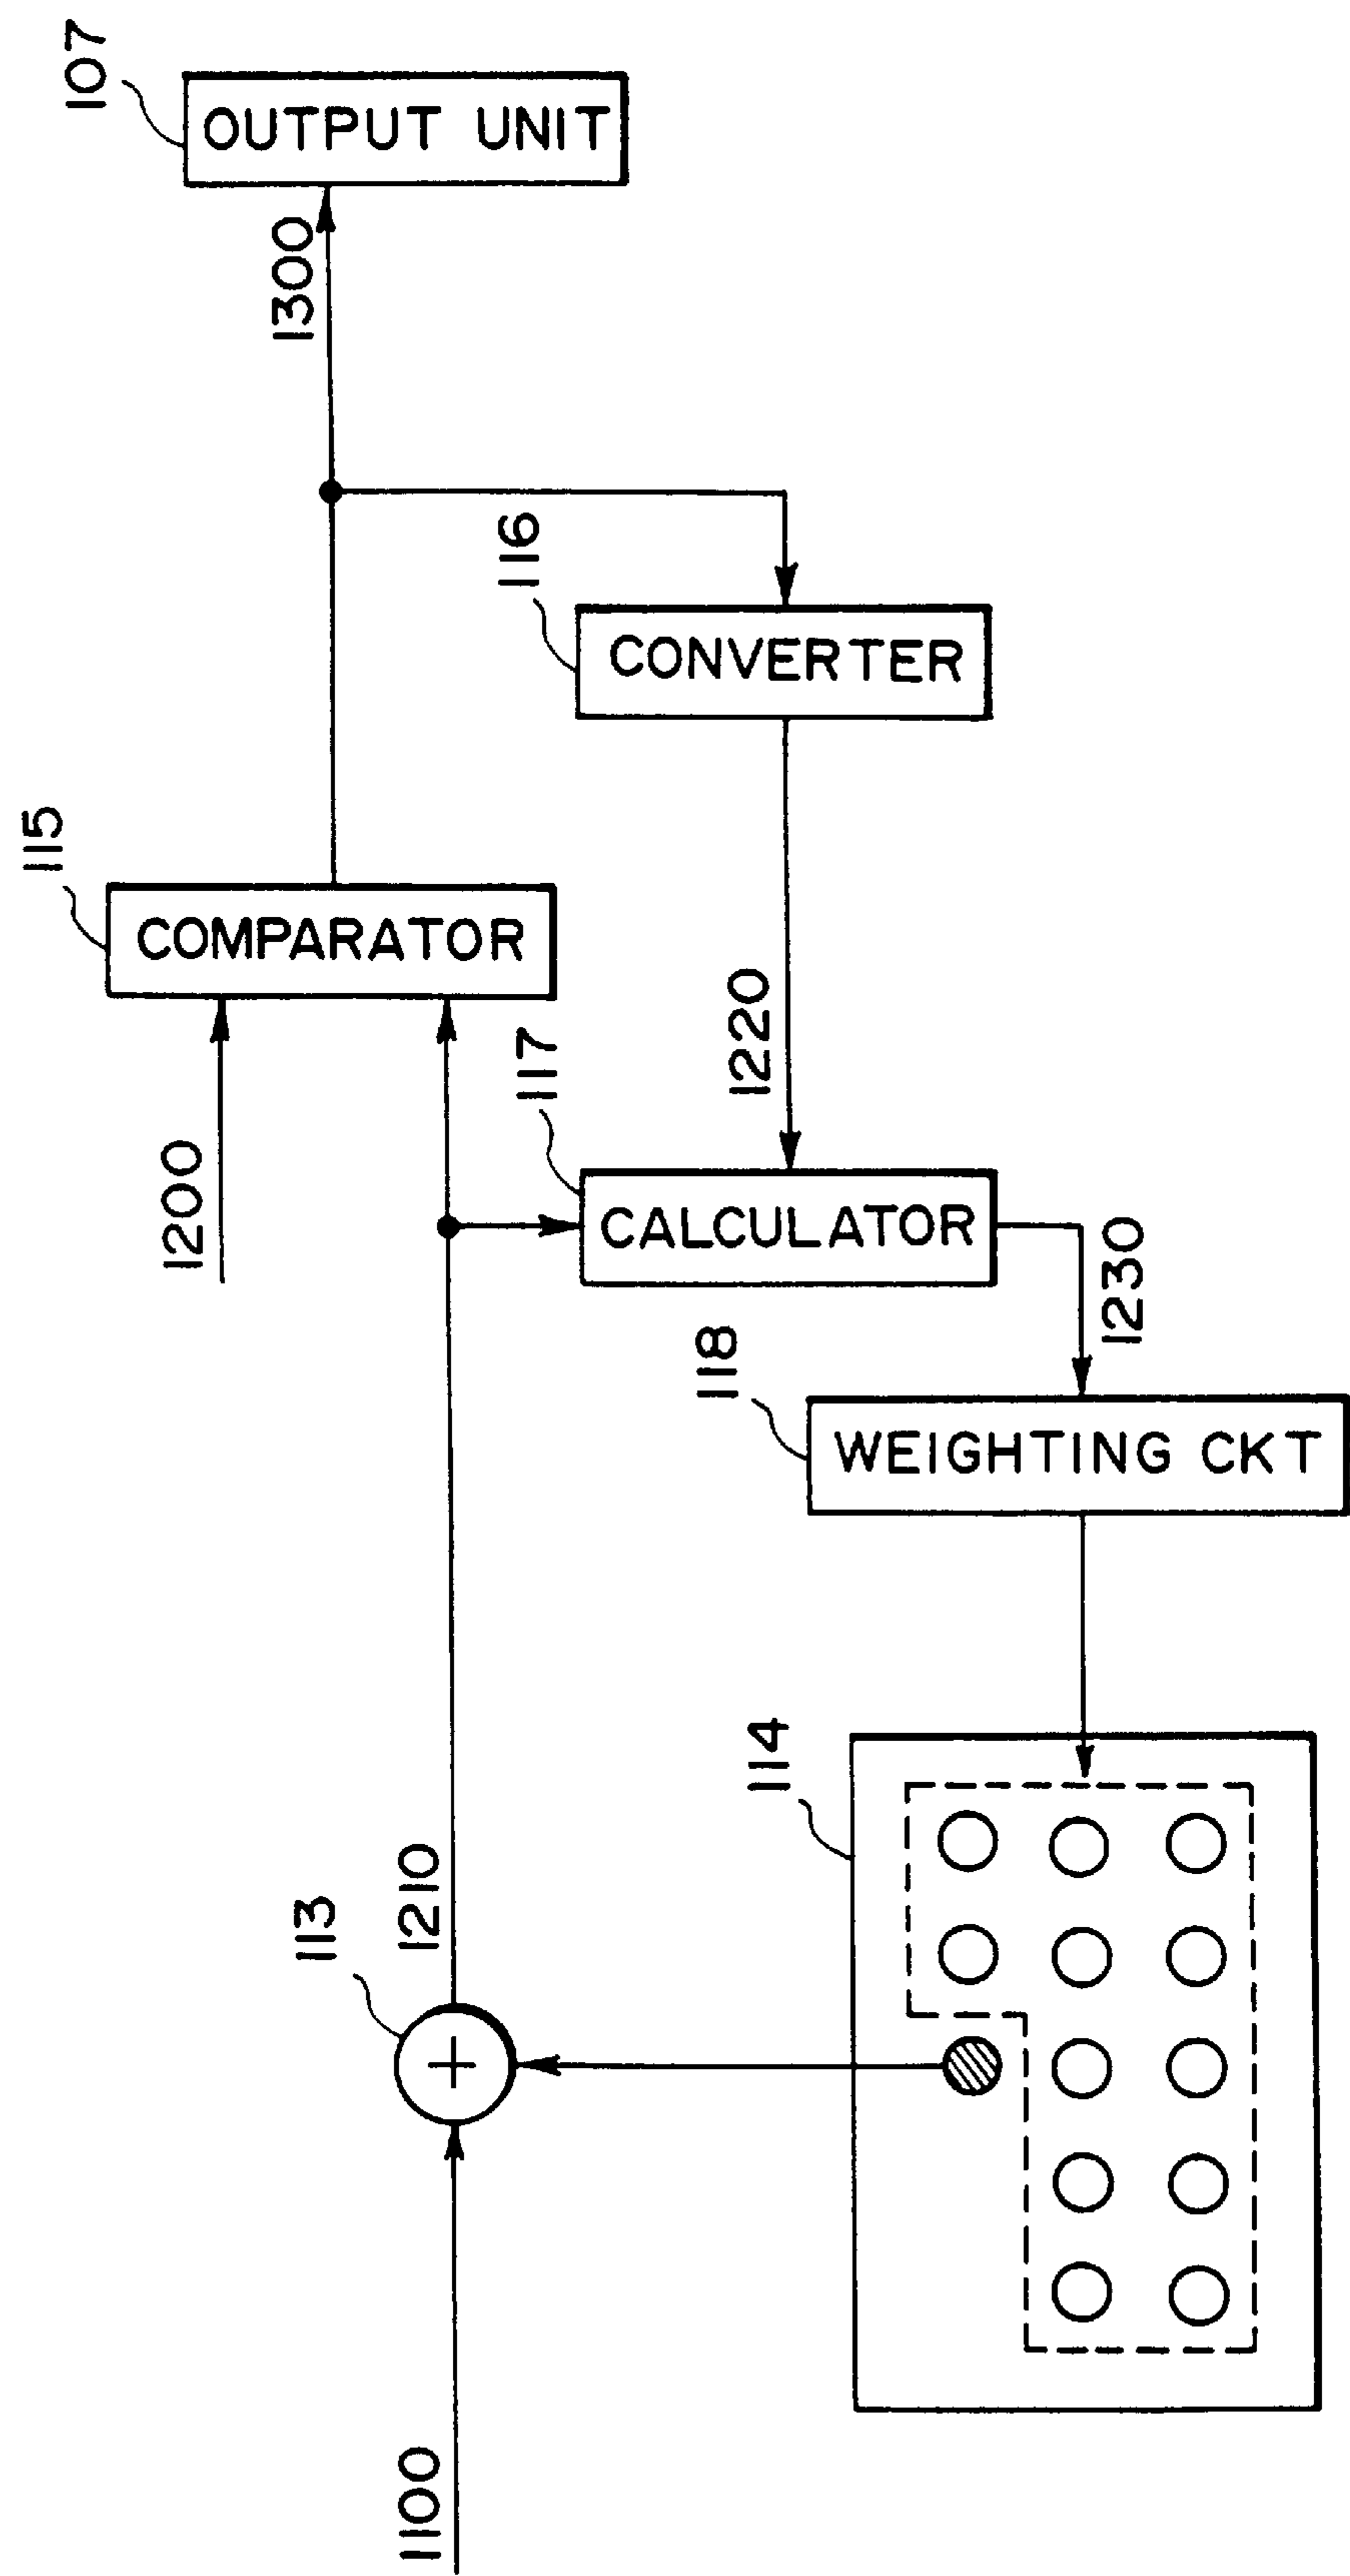 107
OUTPUT UNIT
1300
115
COMPARATOR
1200
116
CONVERTER
1220
117
CALCULATOR
1230
118
WEIGHTING CKT
113
+
1210
1100
114